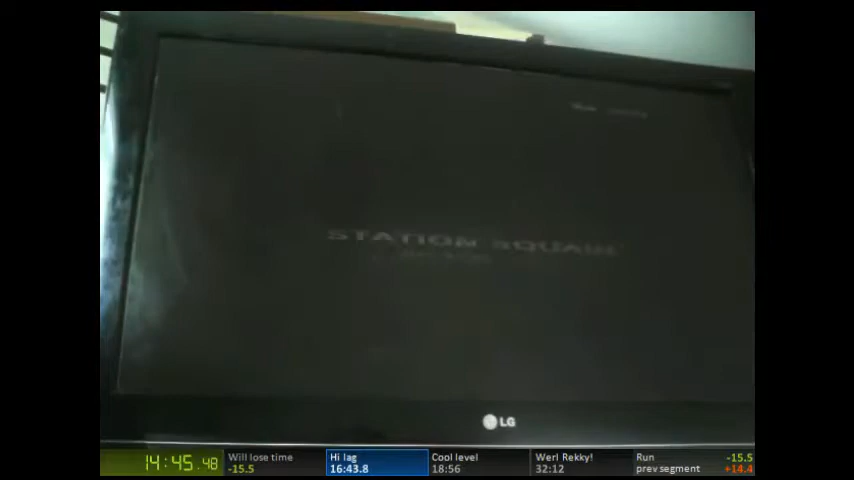 STATION SQUARE
LG
14:45.48
Will lose time
-15.5
Hi lag
16:43.8
Cool level
18:56
Werl Rekky!
32:12
Run -15.5
prev segment +14.4